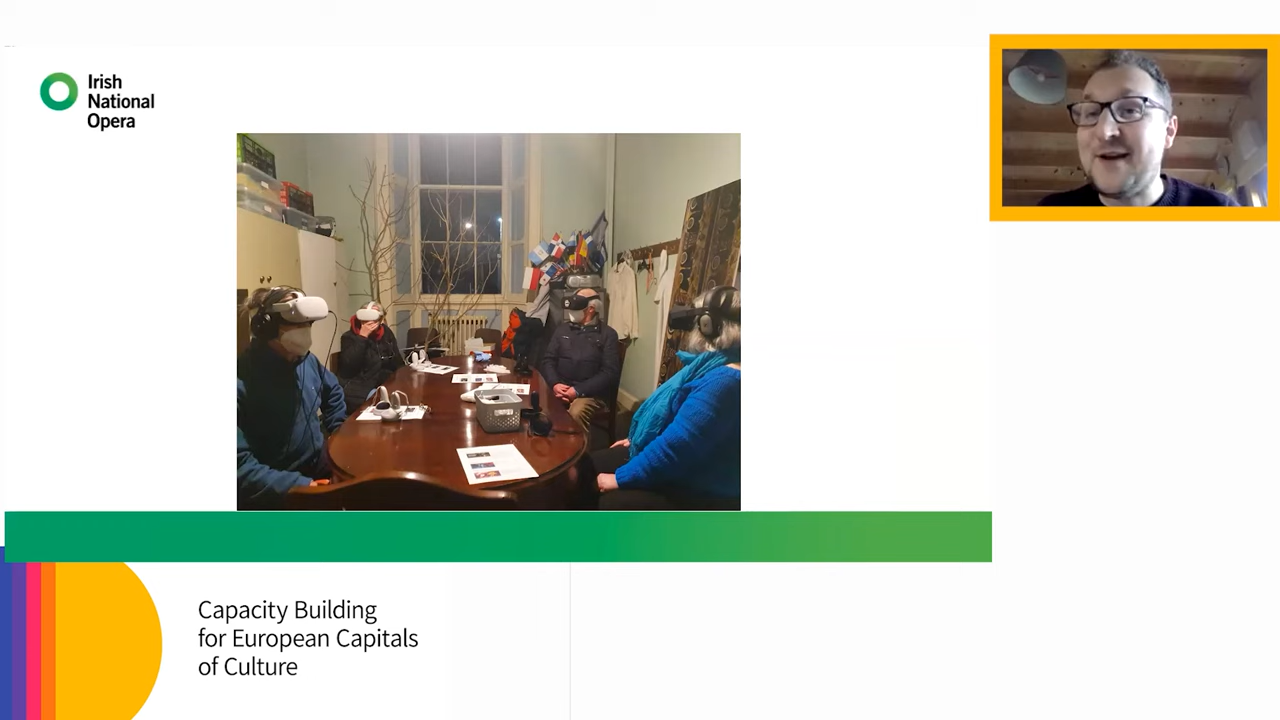 Irish
National
Opera
Capacity Building
for European Capitals
of Culture